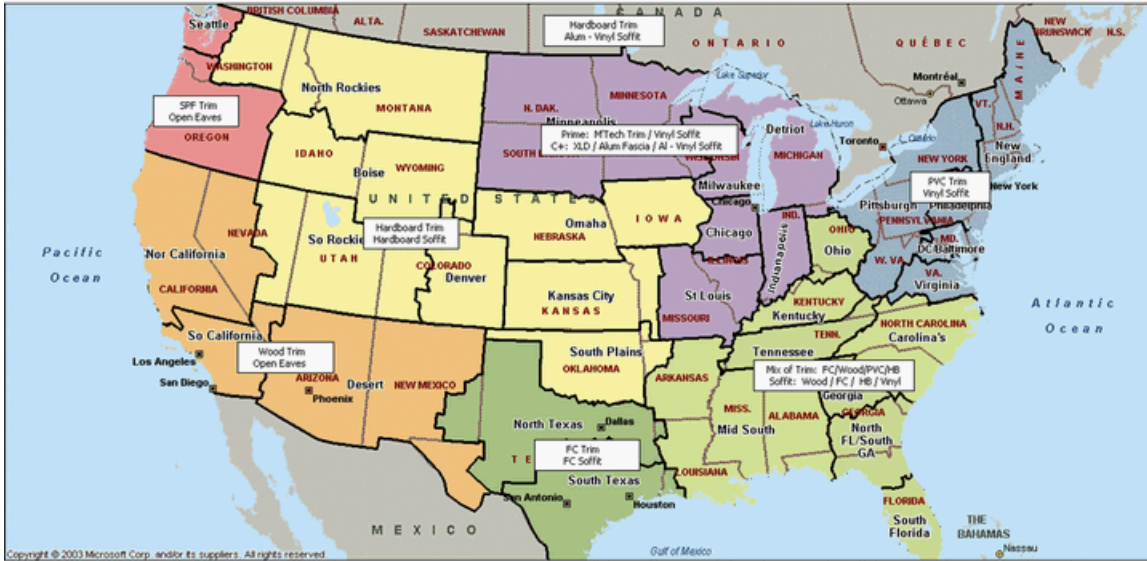 BRITISH COLUMBIA
ALTA.
SASKATCHEWAN
CANADA
Hardboard Trim
Alum - Vinyl Soffit
ONTARIO
QUÉBEC
NEW
BRUNSWICK
N.S.
MAINE
Seattle
WASHINGTON
North Rockies
MONTANA
N. DAK.
MINNESOTA
Minneapolis
Lake Superior
Montréal
Ottawa
VT.
N.H.
SPF Trim
Open Eaves
OREGON
IDAHO
Boise
WYOMING
SOUTH
Prime: M'Tech Trim / Vinyl Soffit
C+: XLD / Alum Fascia / Al - Vinyl Soffit
WISCONSIN
Detriot
MICHIGAN
Lake Huron
Toronto
L. Ontario
NEW YORK
New
England
New York
Milwaukee
Chicago
PVC Trim
Vinyl Soffit
Pittsburgh
Philadelphia
PENNSYLVANIA
UNITED STATES
Pacific
Ocean
NEVADA
Nor California
CALIFORNIA
So Rockies
UTAH
Hardboard Trim
Hardboard Soffit
COLORADO
Denver
Omaha
NEBRASKA
IOWA
Chicago
ILLINOIS
IND.
Indianapolis
OHIO
Ohio
W. VA.
MD.
DC/Baltimore
VA.
Virginia
Atlantic
Ocean
Kansas City
KANSAS
St Louis
MISSOURI
KENTUCKY
Kentucky
So California
Los Angeles
San Diego
Wood Trim
Open Eaves
ARIZONA
Phoenix
Desert
NEW MEXICO
South Plains
OKLAHOMA
ARKANSAS
TENN.
Tennessee
NORTH CAROLINA
Carolina's
Mix of Trim: FC/Wood/PVC/HB
Soffit: Wood / FC / HB / Vinyl
MISS.
ALABAMA
Mid South
Georgia
GEORGIA
North
FL/South
GA
North Texas
Dallas
FC Trim
FC Soffit
TE
South Texas
San Antonio
Houston
LOUISIANA
FLORIDA
South
Florida
THE
BAHAMAS
Nassau
MEXICO
Gulf of Mexico
Copyright © 2003 Microsoft Corp. and/or its suppliers. All rights reserved.